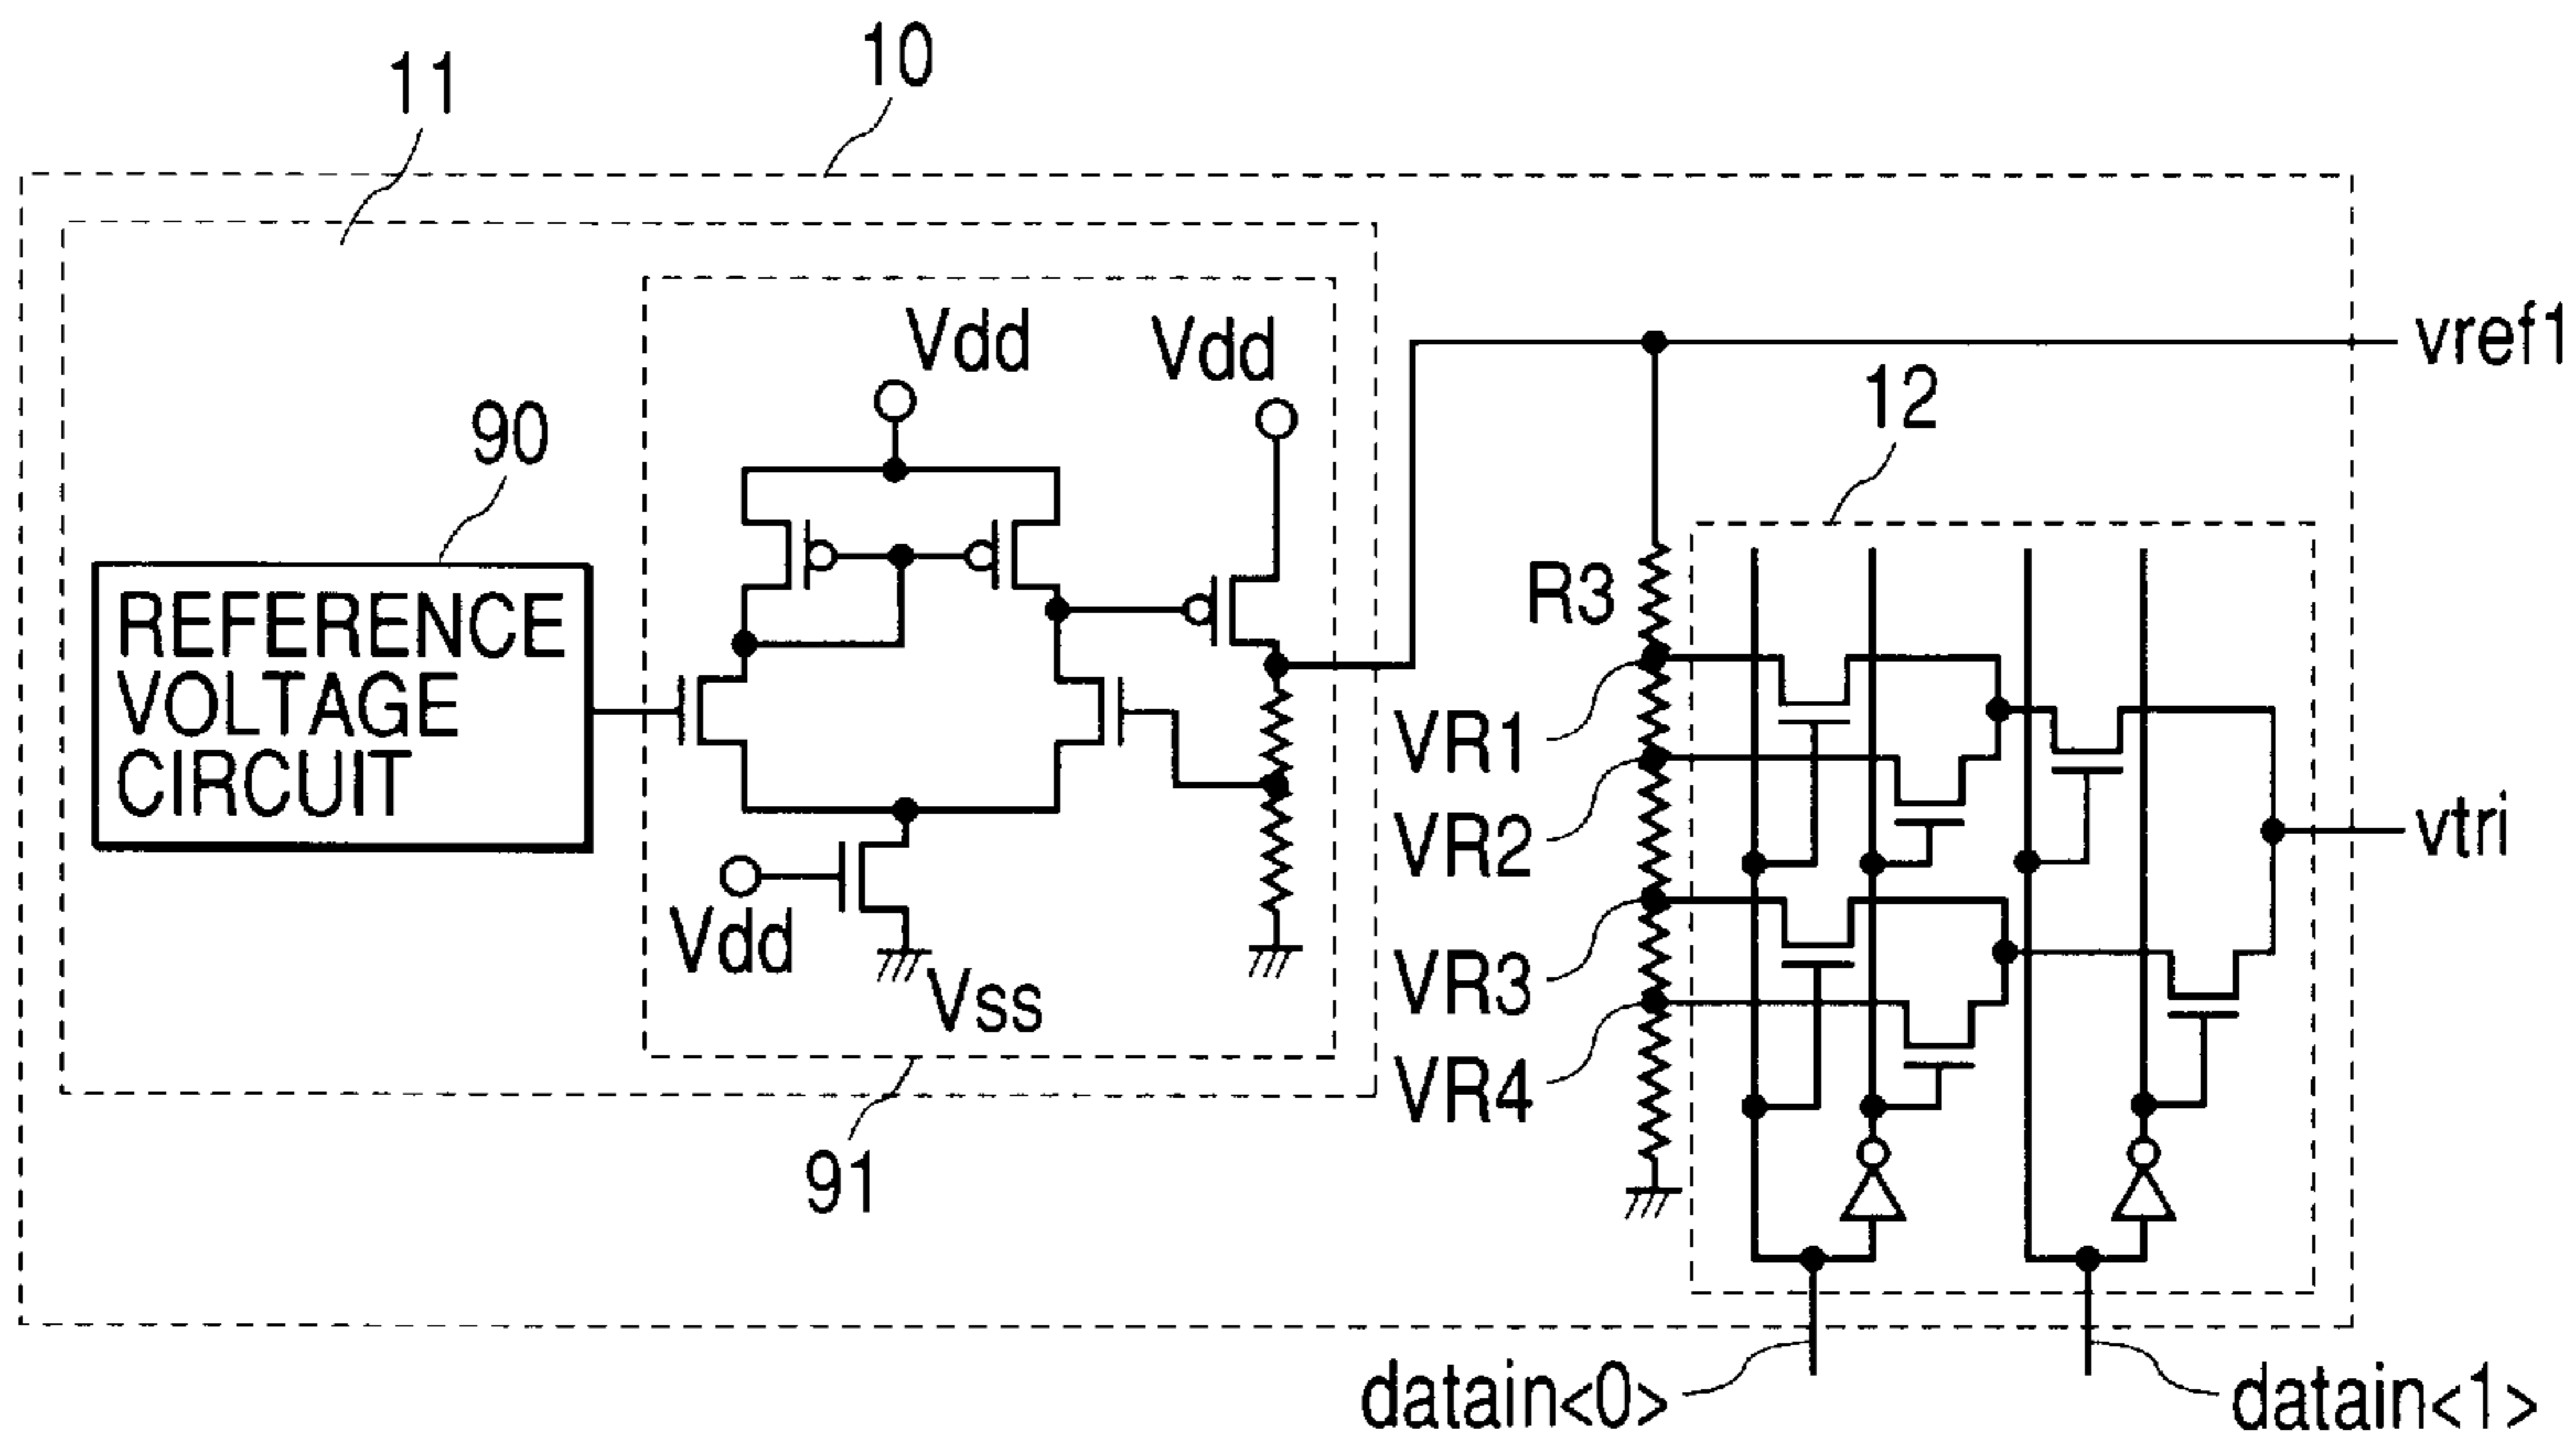 10
11
Vdd
Vdd
vref1
12
90
REFERENCE
VOLTAGE
CIRCUIT
R3
VR1
VR2
vtri
Vdd
VR3
Vss
VR4
91
datain<0>
datain<1>